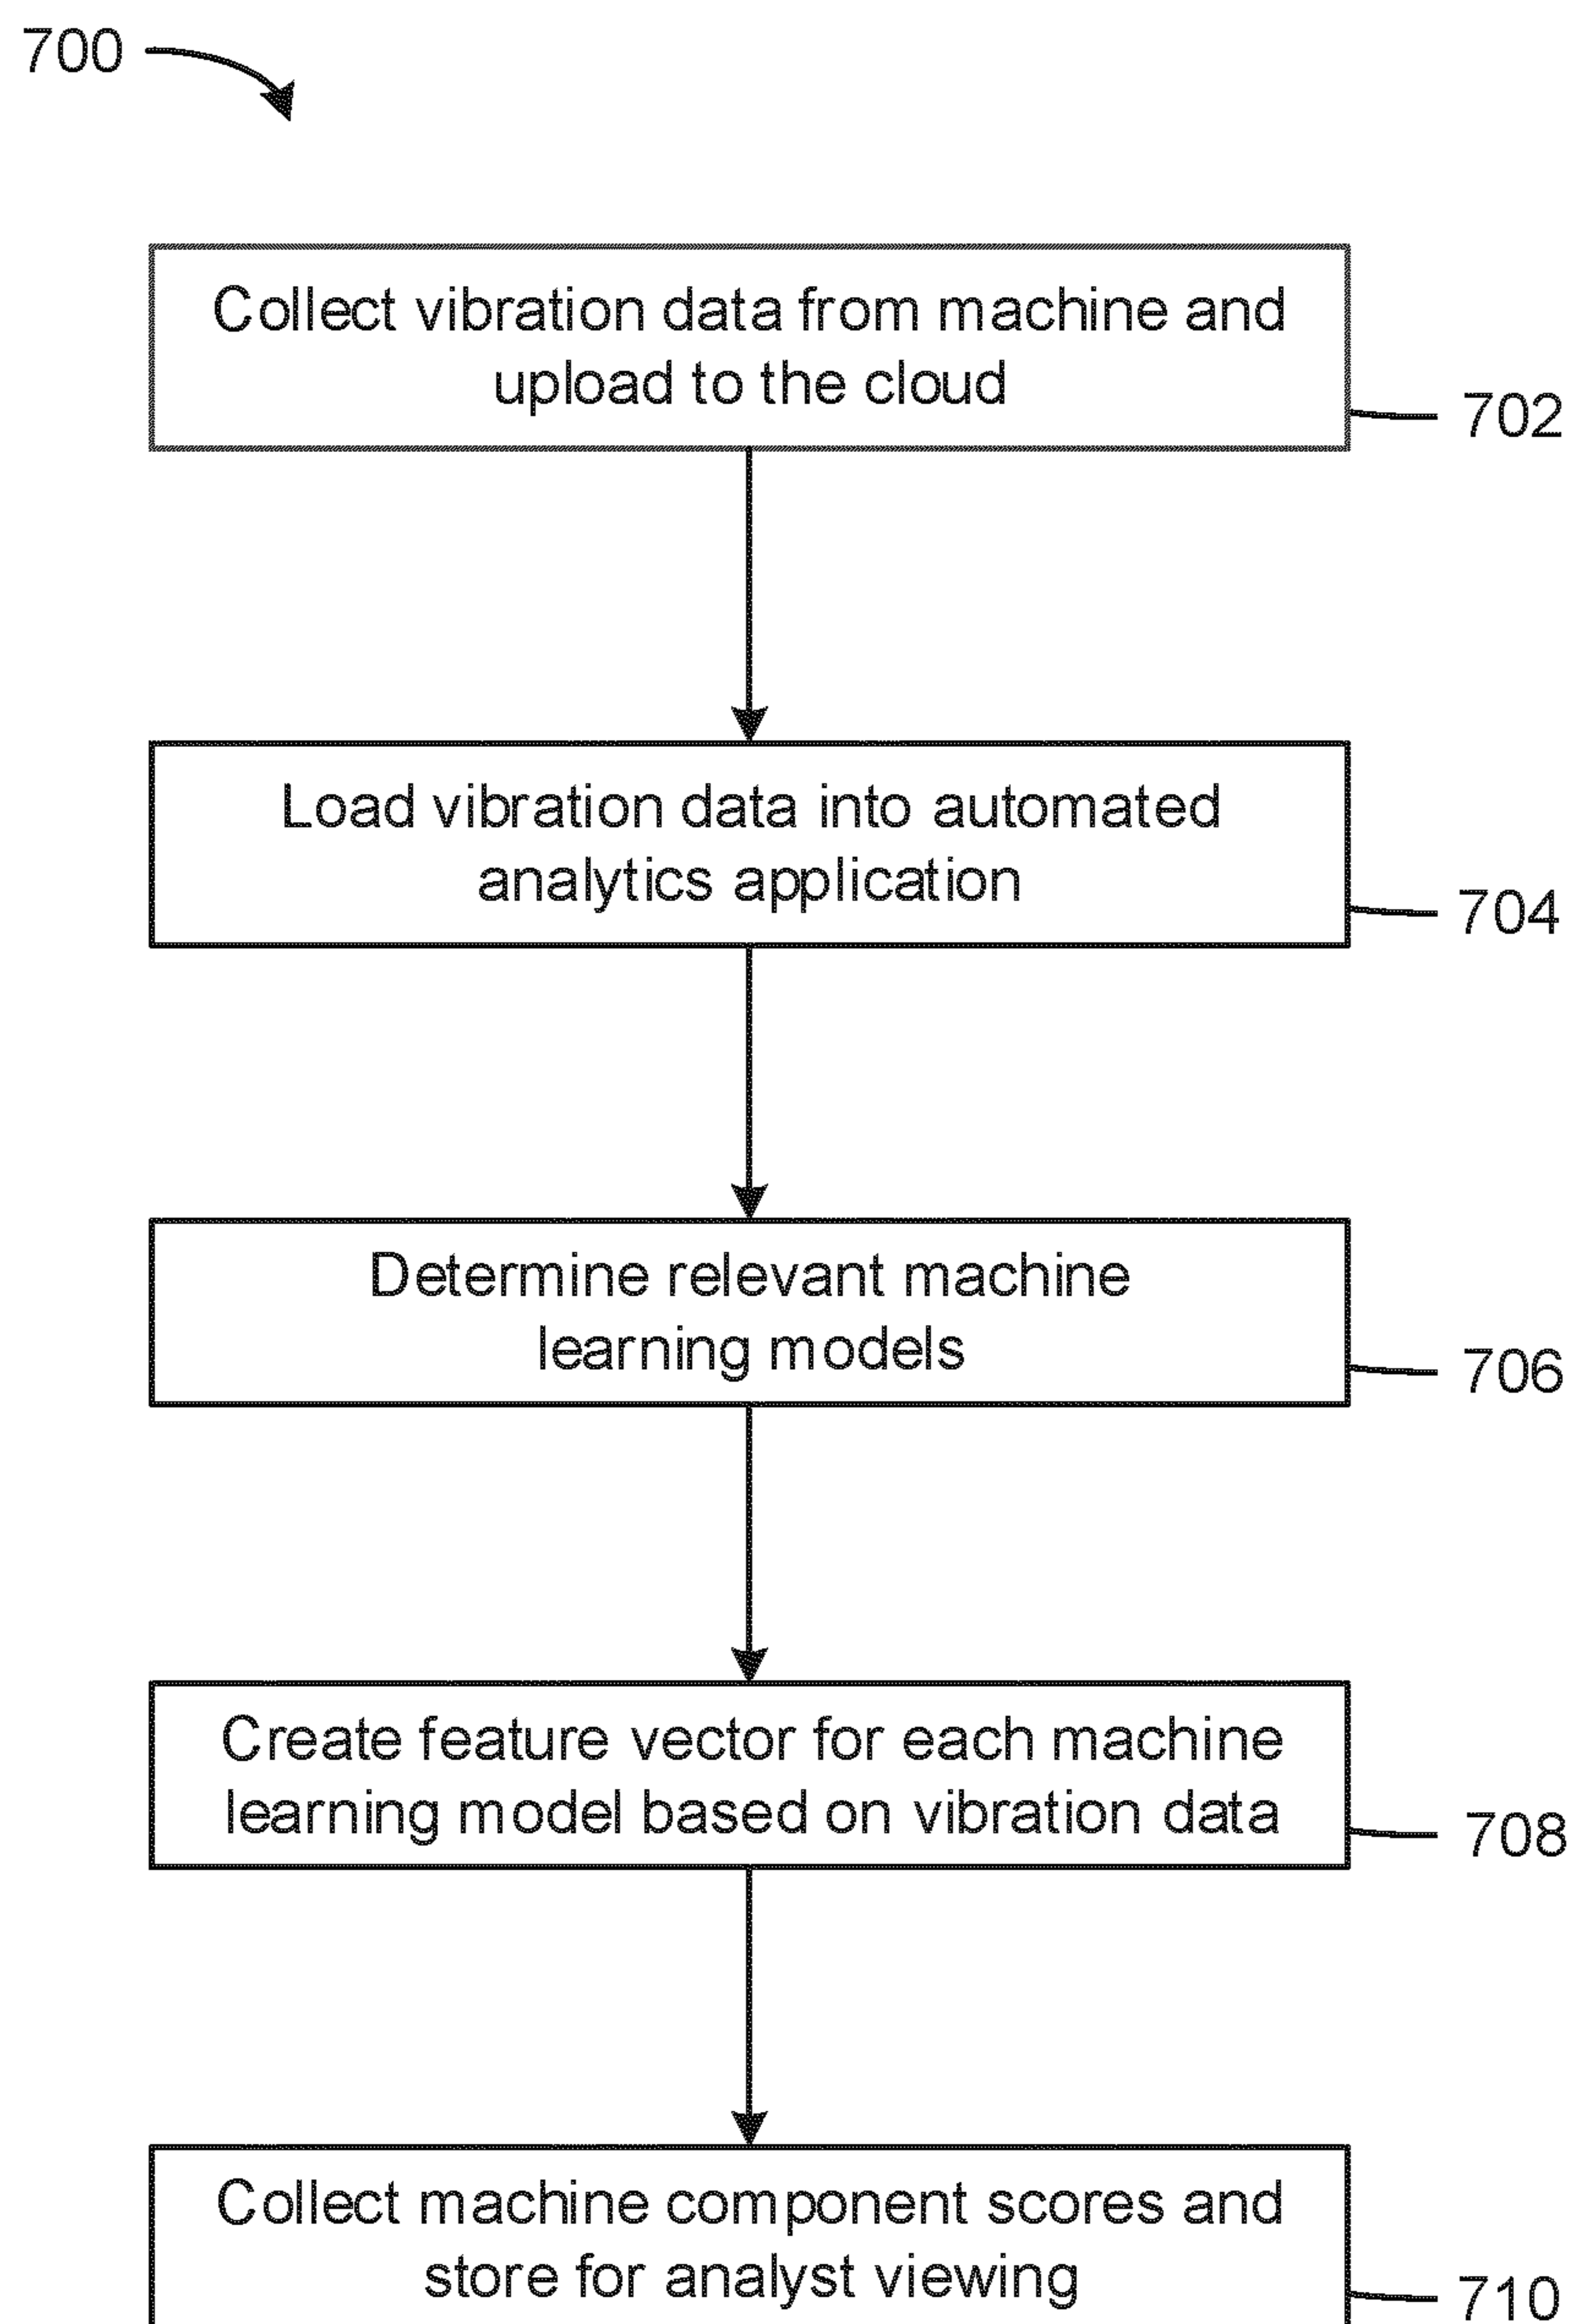 700
Collect vibration data from machine and
upload to the cloud
702
Load vibration data into automated
analytics application
704
Determine relevant machine
learning models
706
Create feature vector for each machine
learning model based on vibration data
708
Collect machine component scores and
store for analyst viewing
710